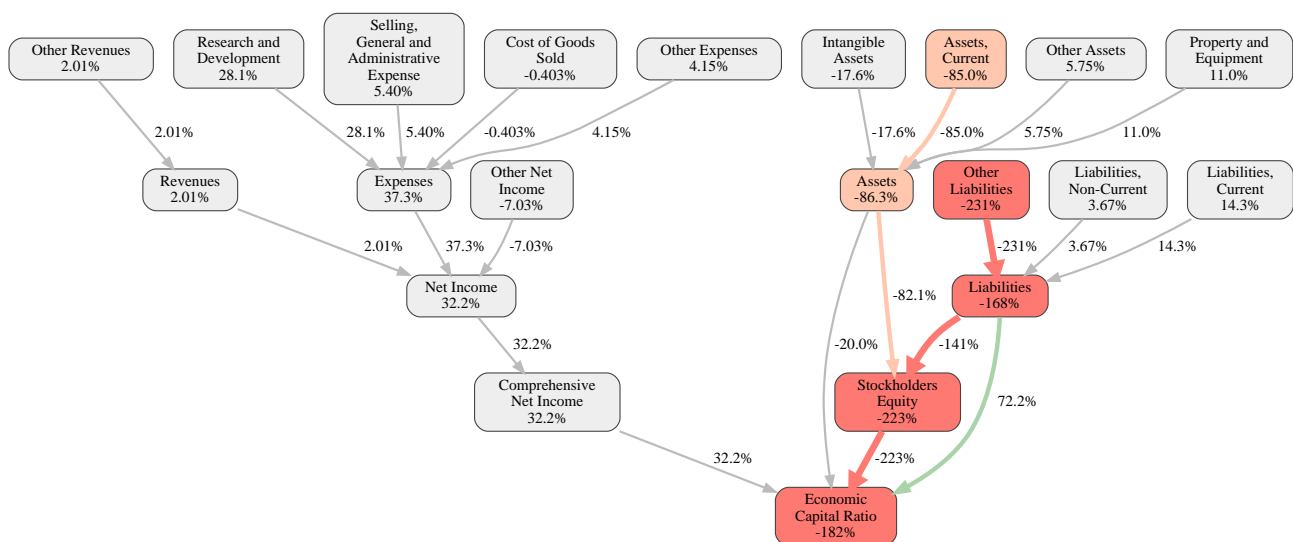 Other Revenues
2.01%
Research and
Development
28.1%
Selling,
General and
Administrative
Expense
5.40%
Cost of Goods
Sold
-0.403%
Other Expenses
4.15%
Intangible
Assets
-17.6%
Assets,
Current
-85.0%
Other Assets
5.75%
Property and
Equipment
11.0%
2.01%
28.1%
5.40%
-0.403%
4.15%
-17.6%
-85.0%
5.75%
11.0%
Revenues
2.01%
Expenses
37.3%
Other Net
Income
-7.03%
Assets
-86.3%
Other
Liabilities
-231%
Liabilities,
Non-Current
3.67%
Liabilities,
Current
14.3%
2.01%
37.3%
-7.03%
-231%
3.67%
14.3%
Net Income
32.2%
Liabilities
-168%
-82.1%
32.2%
-20.0%
-141%
Comprehensive
Net Income
32.2%
Stockholders
Equity
-223%
72.2%
32.2%
-223%
Economic
Capital Ratio
-182%